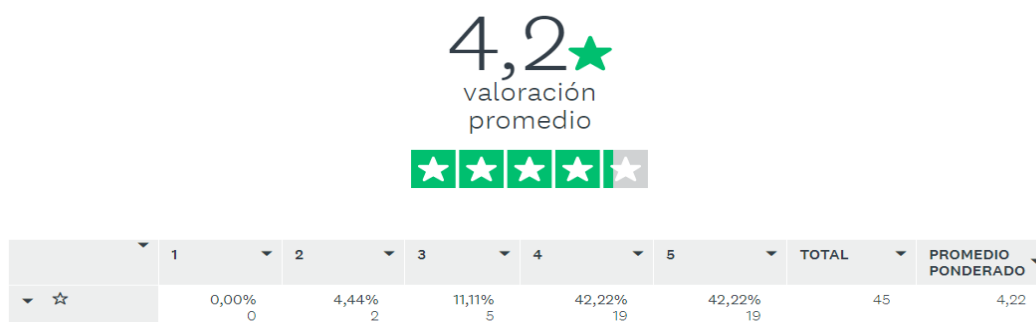 4,2
valoración
promedio
1 2 3 4 5 TOTAL PROMEDIO PONDERADO
0,00% 4,44% 11,11% 42,22% 42,22% 45 4,22
0 2 5 19 19